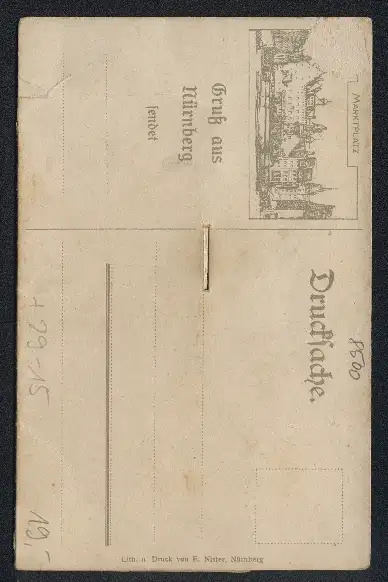 MARKTPLATZ
Gruß aus
Nürnberg
sendet
Drucksache.
8500
+ 29-15
19,-
Lith. u. Druck von E. Nister, Nürnberg